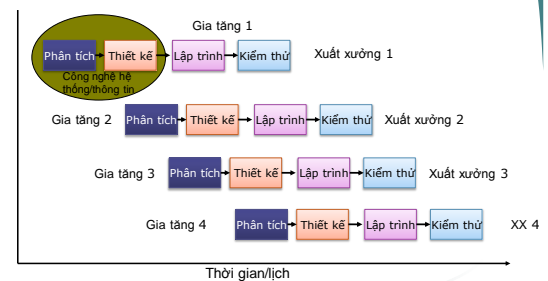 Gia tăng 1
Phân tích Thiết kế Lập trình Kiểm thử Xuất xưởng 1
Công nghệ hệ
thống/thông tin
Gia tăng 2 Phân tích Thiết kế Lập trình Kiểm thử Xuất xưởng 2
Gia tăng 3 Phân tích Thiết kế Lập trình Kiểm thử Xuất xưởng 3
Gia tăng 4 Phân tích Thiết kế Lập trình Kiểm thử XX 4
Thời gian/lịch